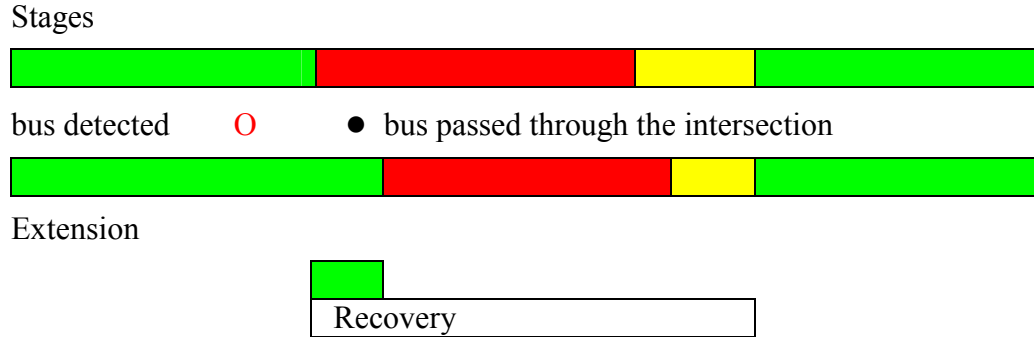 Stages
bus detected O ● bus passed through the intersection
Extension
Recovery